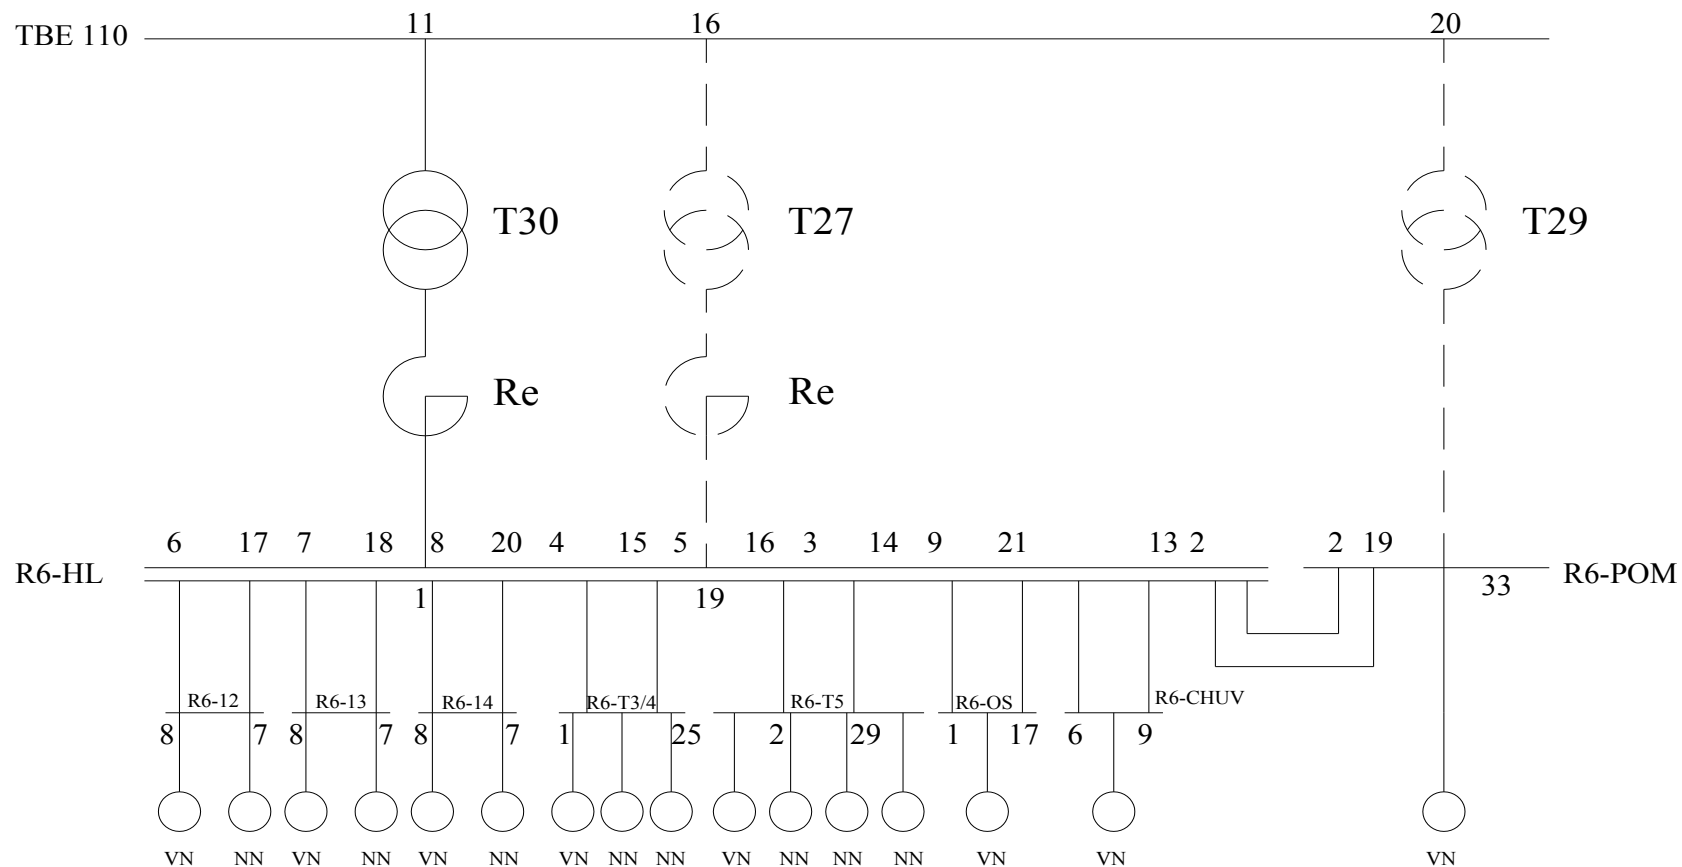 TBE 110 11 16 20
T30 T27 T29
Re Re
6 17 7 18 8 20 4 15 5 16 3 14 9 21 13 2 2 19
R6-HL R6-POM
1 19 33
R6-12 R6-13 R6-14 R6-T3/4 R6-T5 R6-OS R6-CHUV
8 7 8 7 8 7 1 25 2 29 1 17 6 9
VN NN VN NN VN NN VN NN NN VN NN NN NN VN VN VN